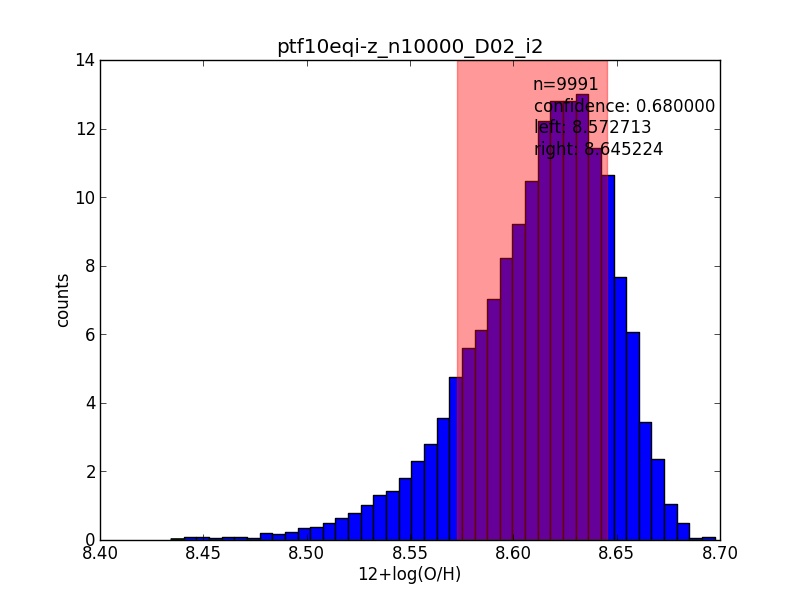 ptf10eqi-z_n10000_D02_i2
14
n=9991
confidence: 0.680000
12
left: 8.572713
right: 8.645224
10
8
counts
6
4
2
0
8.40 8.45 8.50 8.55 8.60 8.65 8.70
12+log(O/H)